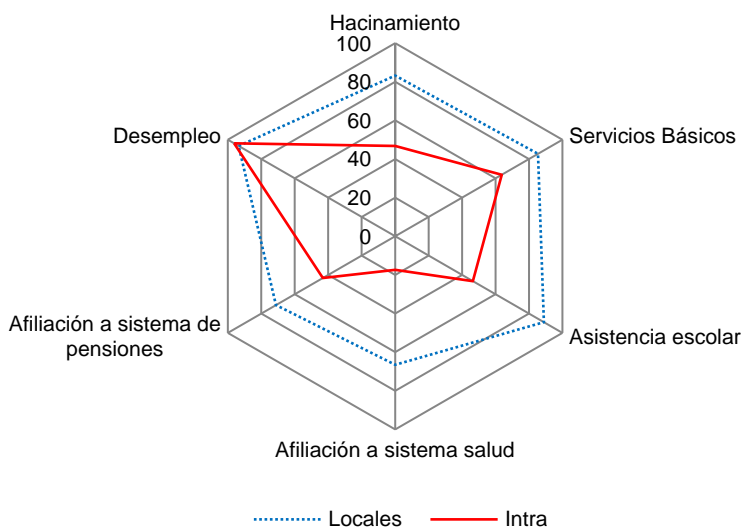 Hacinamiento
100
80
60
40
20
0
Servicios Básicos
Asistencia escolar
Afiliación a sistema salud
Afiliación a sistema de
pensiones
Desempleo
Locales
Intra